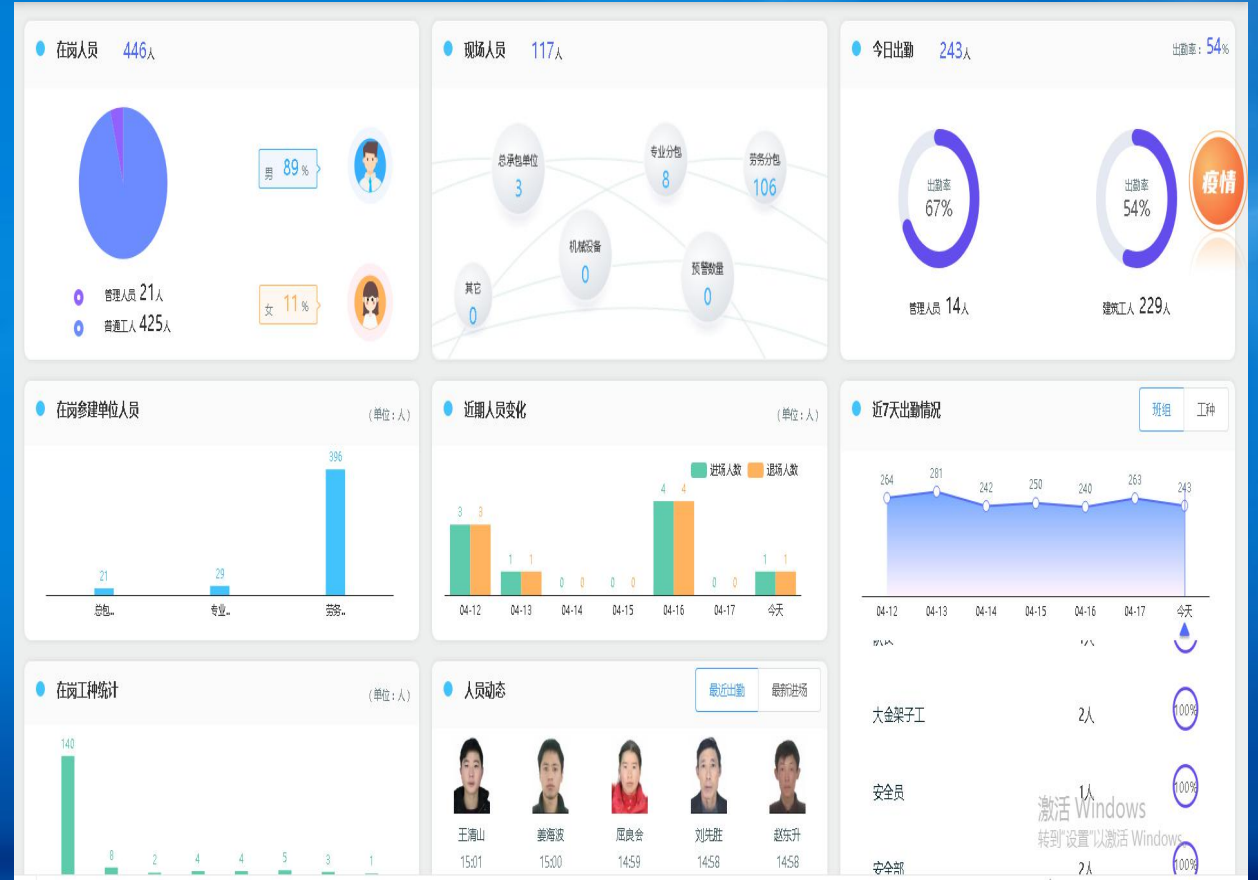 在岗人员 446人
男 89 %
女 11 %
管理人员 21人
普通工人 425人
现场人员 117人
总承包单位
3
专业分包
8
劳务分包
106
机械设备
0
预警数量
0
其它
0
今日出勤 243人
出勤率: 54%
出勤率
67%
管理人员 14人
出勤率
54%
建筑工人 229人
疫情
在岗参建单位人员
(单位:人)
21
29
396
总包..
专业..
劳务..
近期人员变化
(单位:人)
进场人数 退场人数
3 3 1 1 0 0 0 0 4 4 0 0 1 1
04-12 04-13 04-14 04-15 04-16 04-17 今天
近7天出勤情况
班组 工种
264 281 242 250 240 263 243
04-12 04-13 04-14 04-15 04-16 04-17 今天
大金架子工 2人 100%
安全员 1人 100%
安全部 2人 100%
在岗工种统计
(单位:人)
140 8 2 4 4 5 3 1
人员动态
最近出勤 最新进场
王清山 姜海波 屈良会 刘先胜 赵东升
15:01 15:00 14:59 14:58 14:58
激活 Windows
转到"设置"以激活 Windows。